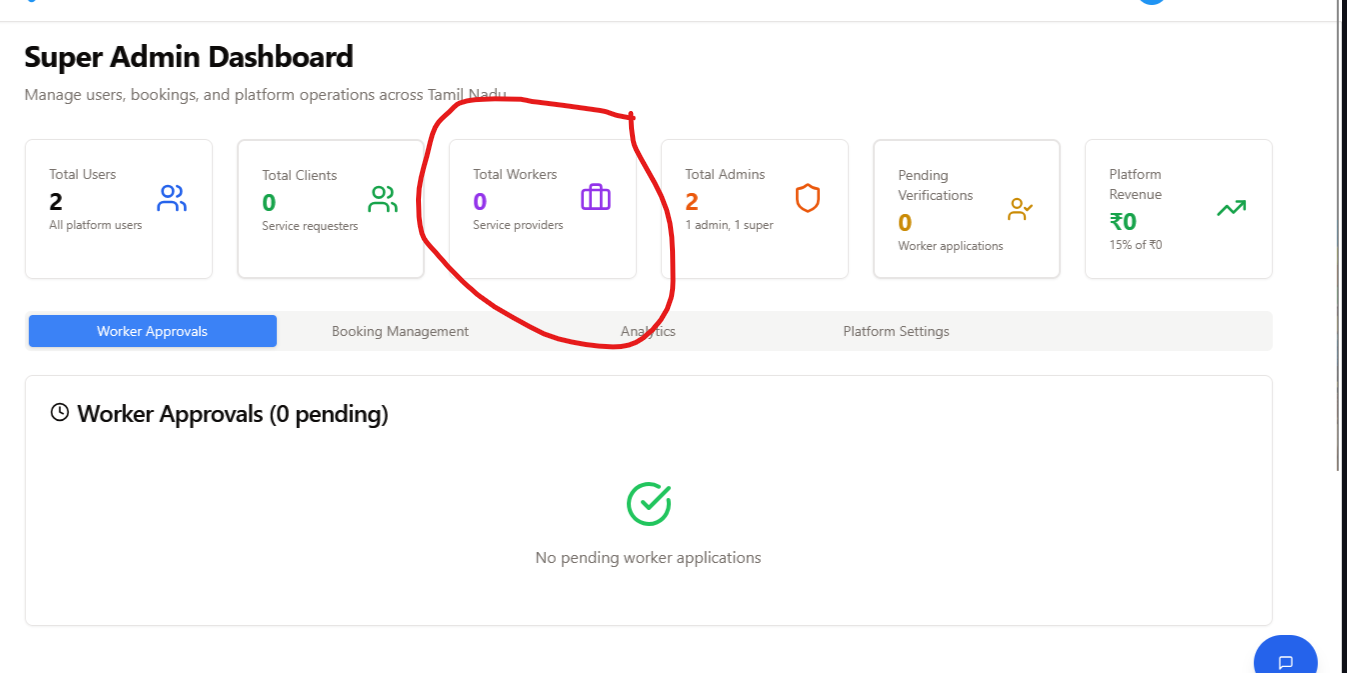 Super Admin Dashboard
Manage users, bookings, and platform operations across Tamil Nadu
Total Users
2
All platform users
Total Clients
0
Service requesters
Total Workers
0
Service providers
Total Admins
2
1 admin, 1 super
Pending
Verifications
0
Worker applications
Platform
Revenue
₹0
15% of ₹0
Worker Approvals
Booking Management
Analytics
Platform Settings
Worker Approvals (0 pending)
No pending worker applications